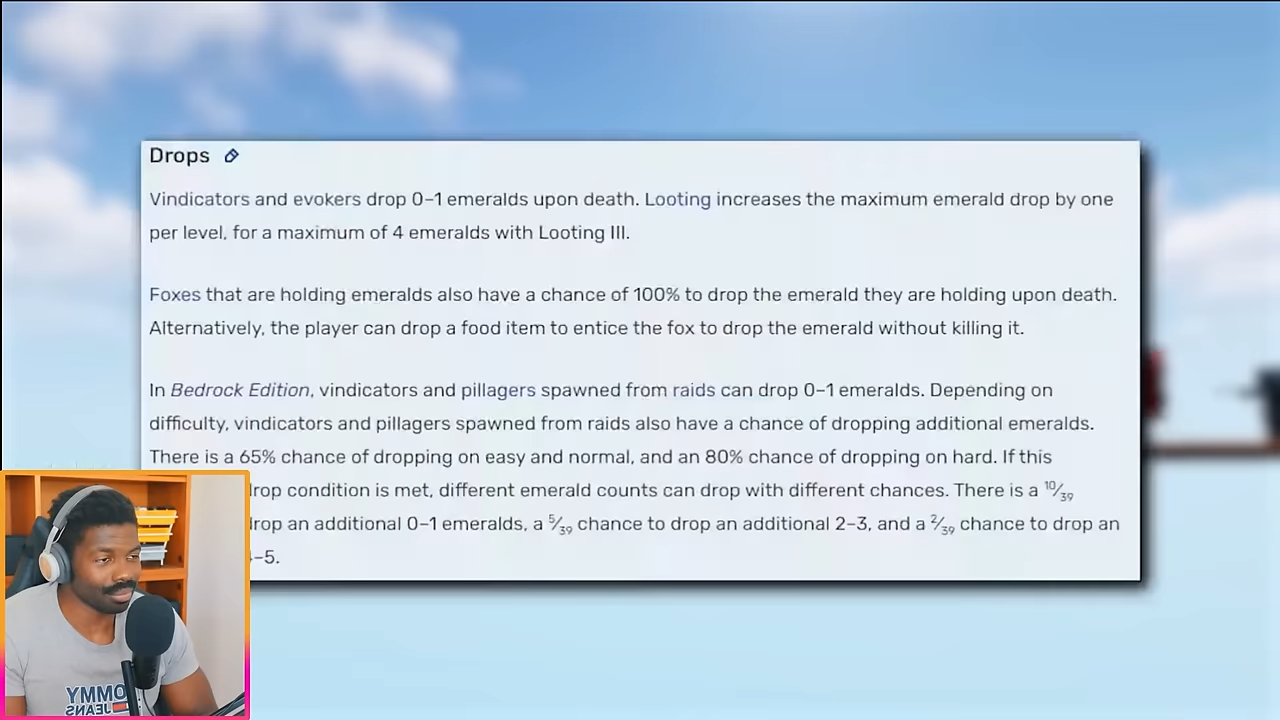 Drops
Vindicators and evokers drop 0–1 emeralds upon death. Looting increases the maximum emerald drop by one
per level, for a maximum of 4 emeralds with Looting III.
Foxes that are holding emeralds also have a chance of 100% to drop the emerald they are holding upon death.
Alternatively, the player can drop a food item to entice the fox to drop the emerald without killing it.
In Bedrock Edition, vindicators and pillagers spawned from raids can drop 0–1 emeralds. Depending on
difficulty, vindicators and pillagers spawned from raids also have a chance of dropping additional emeralds.
There is a 65% chance of dropping on easy and normal, and an 80% chance of dropping on hard. If this
condition is met, different emerald counts can drop with different chances. There is a 10/39
an additional 0–1 emeralds, a 5/39 chance to drop an additional 2–3, and a 2/39 chance to drop an
–5.
TOMMY
JEANS